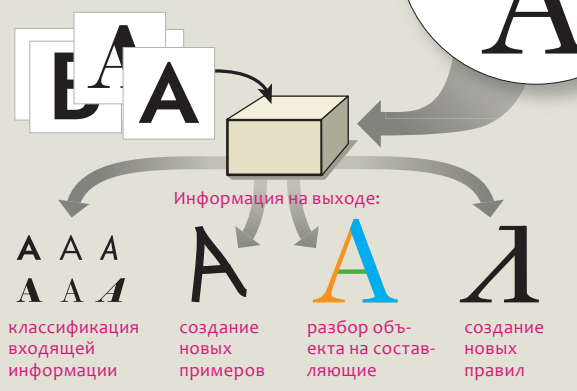 B A A
A
Информация на выходе:
A A A
A A A
A
A
классификация
входящей
информации
создание
новых
примеров
разбор объ-
екта на состав-
ляющие
создание
новых
правил